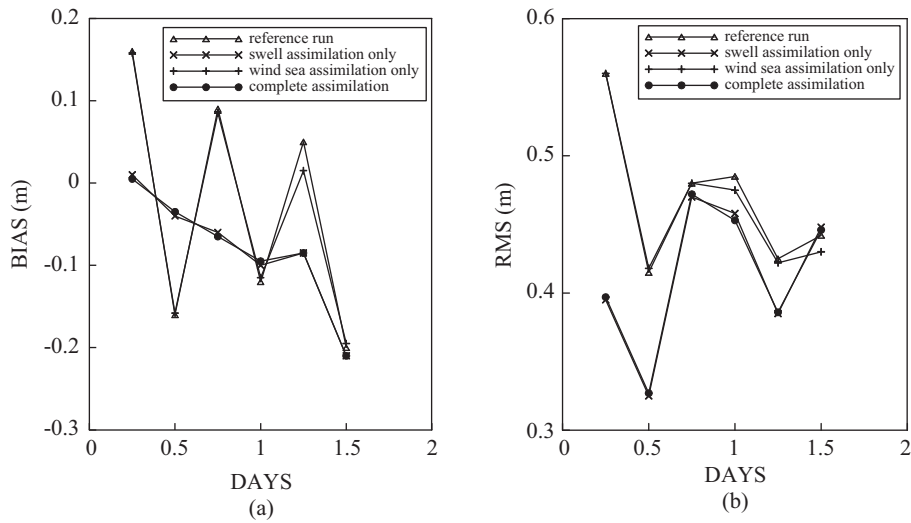 0.2
0.1
0
-0.1
-0.2
-0.3
BIAS (m)
reference run
swell assimilation only
wind sea assimilation only
complete assimilation
0
0.5
1
1.5
2
DAYS
(a)
0.6
0.5
0.4
0.3
RMS (m)
reference run
swell assimilation only
wind sea assimilation only
complete assimilation
0
0.5
1
1.5
2
DAYS
(b)